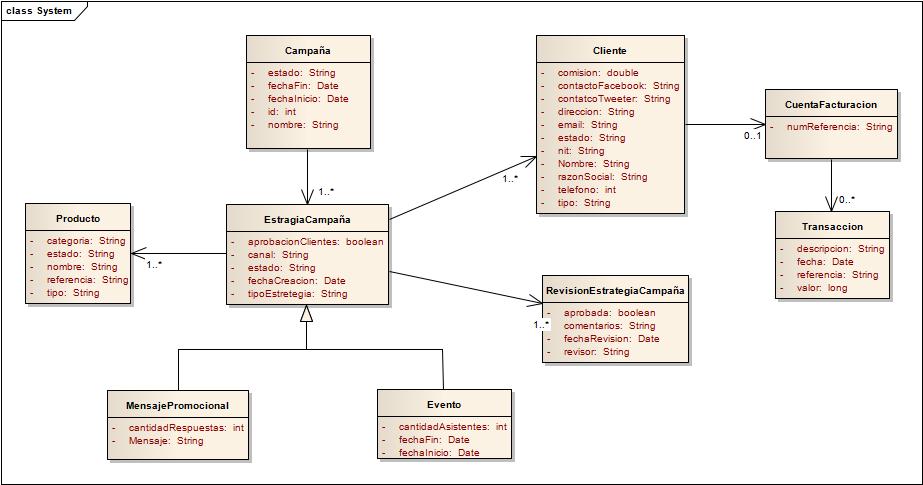 class System
Campaña
- estado: String
- fechaFin: Date
- fechaInicio: Date
- id: int
- nombre: String
1..*
Cliente
- comision: double
- contactoFacebook: String
- contatcoTweeter: String
- direccion: String
- email: String
- estado: String
- nit: String
- Nombre: String
- razonSocial: String
- telefono: int
- tipo: String
1..*
0..1
CuentaFacturacion
- numReferencia: String
0..*
Transaccion
- descripcion: String
- fecha: Date
- referencia: String
- valor: long
Producto
- categoria: String
- estado: String
- nombre: String
- referencia: String
- tipo: String
1..*
EstragiaCampaña
- aprobacionClientes: boolean
- canal: String
- estado: String
- fechaCreacion: Date
- tipoEstretegia: String
RevisionEstrategiaCampaña
- aprobada: boolean
- comentarios: String
- fechaRevision: Date
- revisor: String
1..*
MensajePromocional
- cantidadRespuestas: int
- Mensaje: String
Evento
- cantidadAsistentes: int
- fechaFin: Date
- fechaInicio: Date